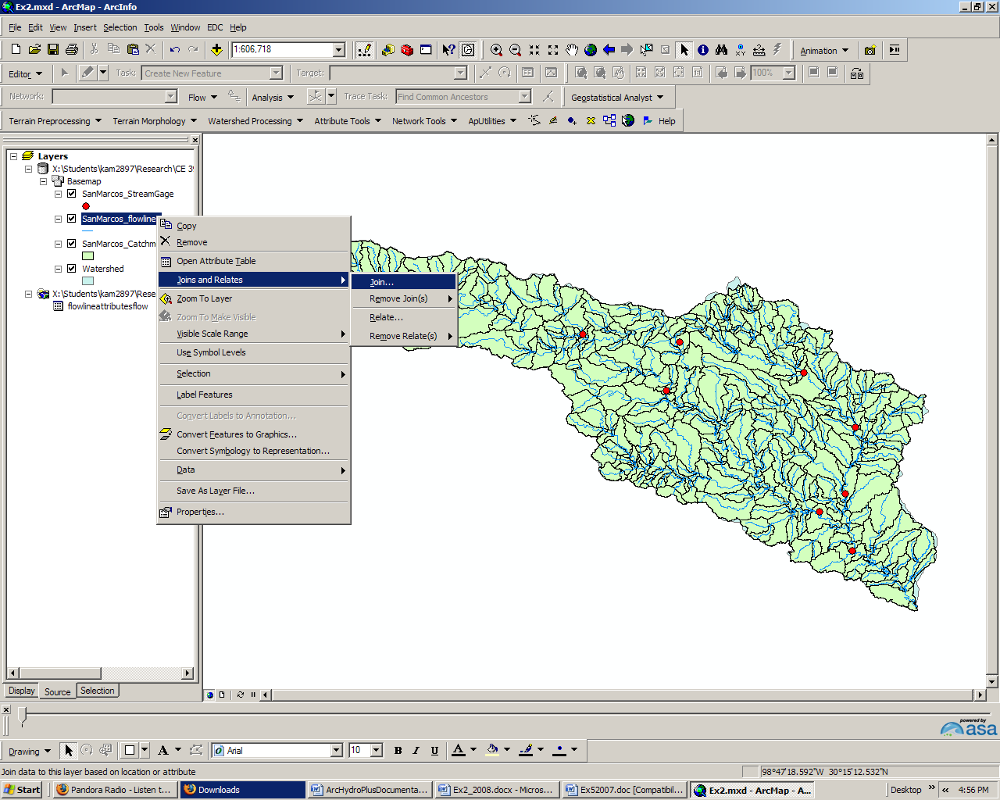 Ex2.mxd - ArcMap - ArcInfo
File Edit View Insert Selection Tools Window EDC Help
1:606,718 Animation
Editor Task: Create New Feature Target: 100%
Network: Flow Analysis Trace Task: Find Common Ancestors Geostatistical Analyst
Terrain Preprocessing Terrain Morphology Watershed Processing Attribute Tools Network Tools ApUtilities Help
Layers
X:\Students\kam2897\Research\CE 39
Basemap
SanMarcos_StreamGage
SanMarcos_flowline
SanMarcos_Catchm
Watershed
X:\Students\kam2897\Rese
flowlineattributesflow
Copy
Remove
Open Attribute Table
Joins and Relates
Zoom To Layer
Zoom To Make Visible
Visible Scale Range
Use Symbol Levels
Selection
Label Features
Convert Labels to Annotation...
Convert Features to Graphics...
Convert Symbology to Representation...
Data
Save As Layer File...
Properties...
Join...
Remove Join(s)
Relate...
Remove Relate(s)
Display Source Selection
powered by
asa
Drawing A Arial 10 B I U A
Join data to this layer based on location or attribute 98°47'18.592"W 30°15'12.532"N
Start Pandora Radio - Listen t... Downloads ArcHydroPlusDocumenta... Ex2_2008.docx - Micros... Ex52007.doc [Compatibil... Ex2.mxd - ArcMap - A... Desktop 4:56 PM